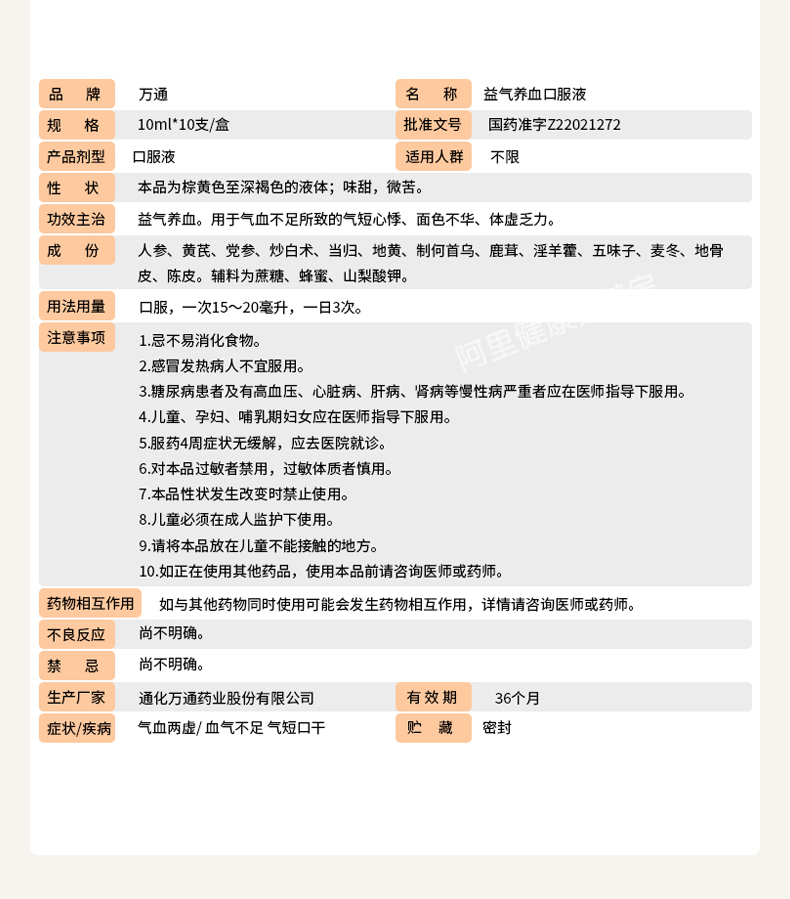 品 牌 万通 名 称 益气养血口服液
规 格 10ml*10支/盒 批准文号 国药准字Z22021272
产品剂型 口服液 适用人群 不限
性 状 本品为棕黄色至深褐色的液体；味甜，微苦。
功效主治 益气养血。用于气血不足所致的气短心悸、面色不华、体虚乏力。
成 份 人参、黄芪、党参、炒白术、当归、地黄、制何首乌、鹿茸、淫羊藿、五味子、麦冬、地骨
皮、陈皮。辅料为蔗糖、蜂蜜、山梨酸钾。
用法用量 口服，一次15～20毫升，一日3次。
注意事项 1.忌不易消化食物。
2.感冒发热病人不宜服用。
3.糖尿病患者及有高血压、心脏病、肝病、肾病等慢性病严重者应在医师指导下服用。
4.儿童、孕妇、哺乳期妇女应在医师指导下服用。
5.服药4周症状无缓解，应去医院就诊。
6.对本品过敏者禁用，过敏体质者慎用。
7.本品性状发生改变时禁止使用。
8.儿童必须在成人监护下使用。
9.请将本品放在儿童不能接触的地方。
10.如正在使用其他药品，使用本品前请咨询医师或药师。
药物相互作用 如与其他药物同时使用可能会发生药物相互作用，详情请咨询医师或药师。
不良反应 尚不明确。
禁 忌 尚不明确。
生产厂家 通化万通药业股份有限公司 有 效 期 36个月
症状/疾病 气血两虚/ 血气不足 气短口干 贮 藏 密封
阿里健康